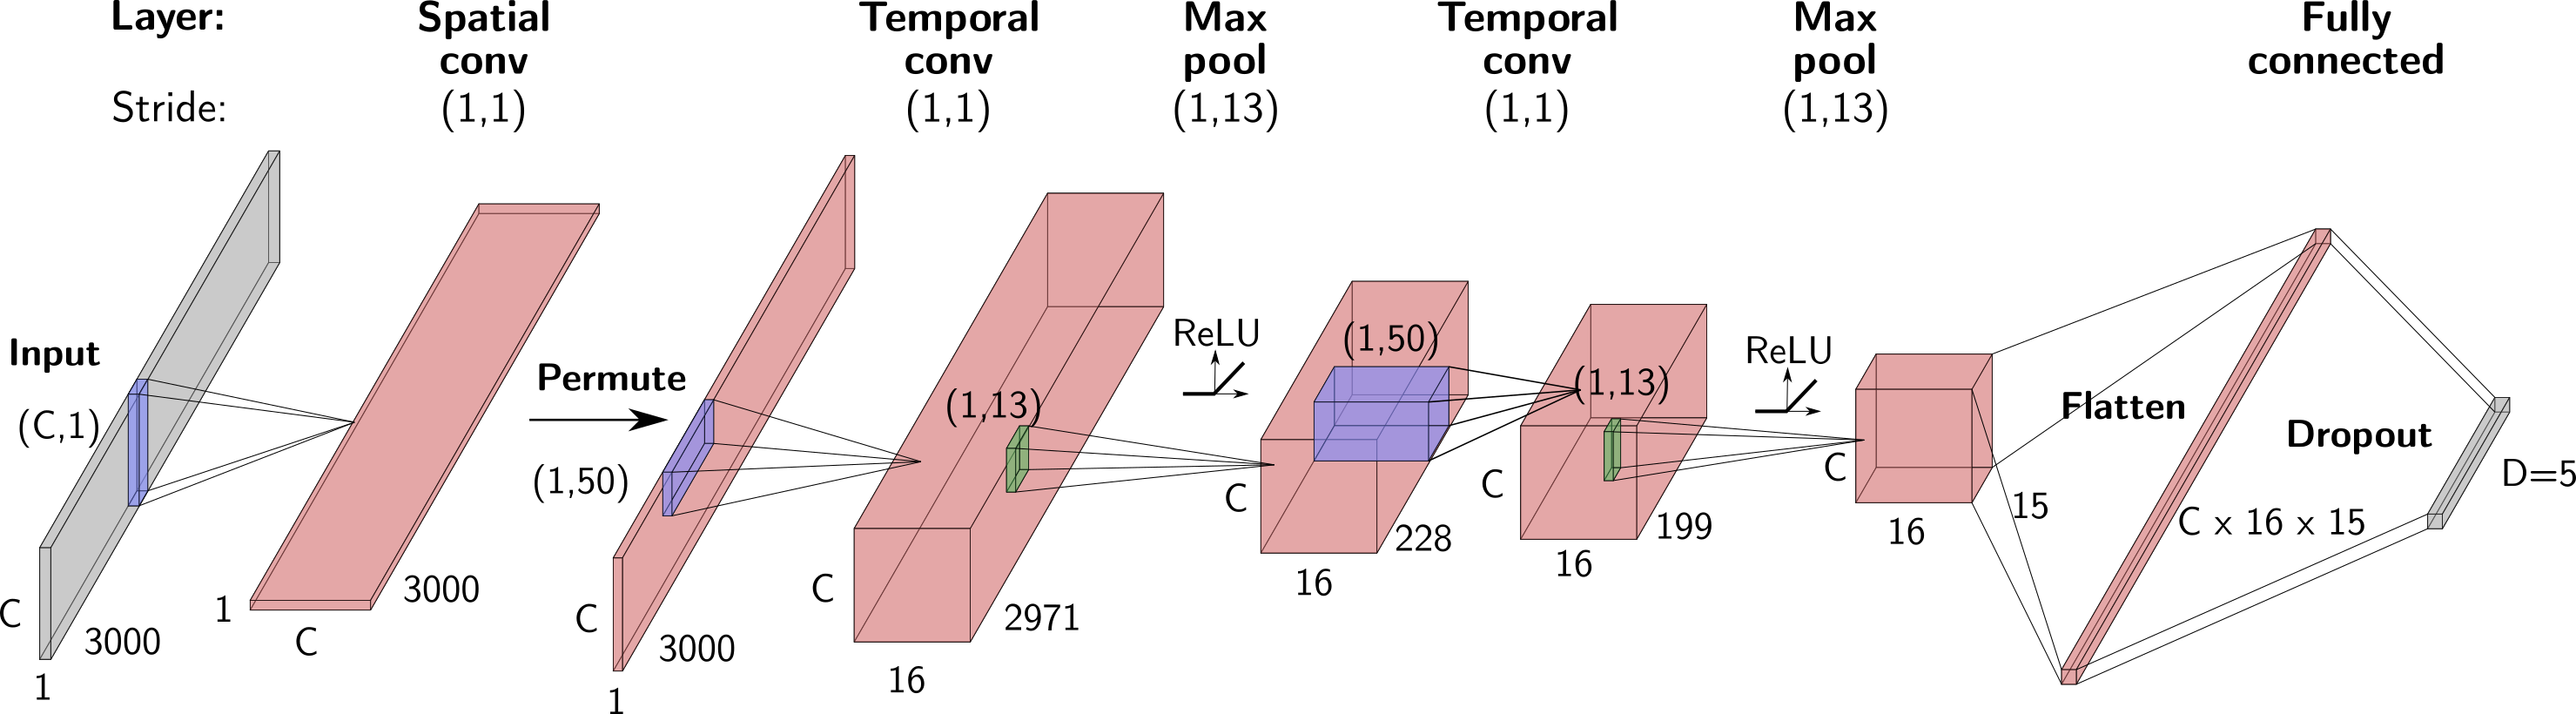 Layer:
Spatial
conv
Temporal
conv
Max
pool
Temporal
conv
Max
pool
Fully
connected
Stride:
(1,1)
(1,1)
(1,13)
(1,1)
(1,13)
Input
(C,1)
C
3000
1
1
C
3000
Permute
(1,50)
C
3000
1
(1,13)
C
2971
16
ReLU
(1,50)
C
228
16
(1,13)
C
199
16
ReLU
C
15
16
Flatten
C x 16 x 15
Dropout
D=5